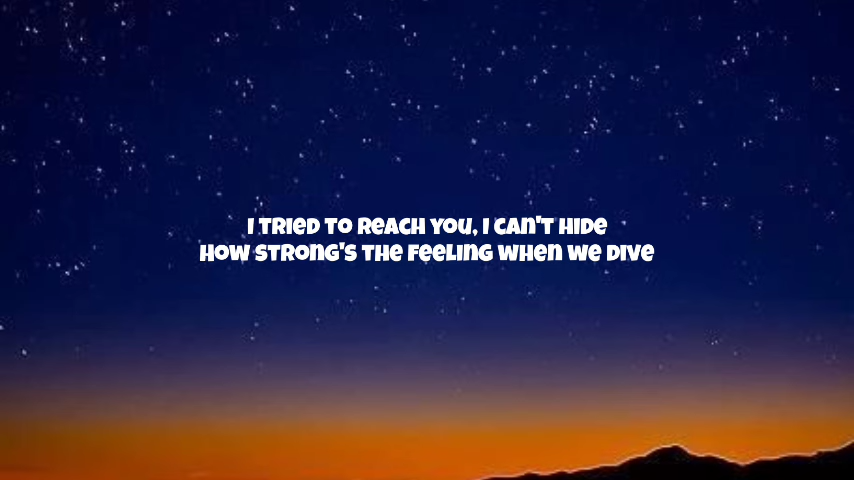 I TRIED TO REACH YOU, I CAN'T HIDE
HOW STRONG'S THE FEELING WHEN WE DIVE